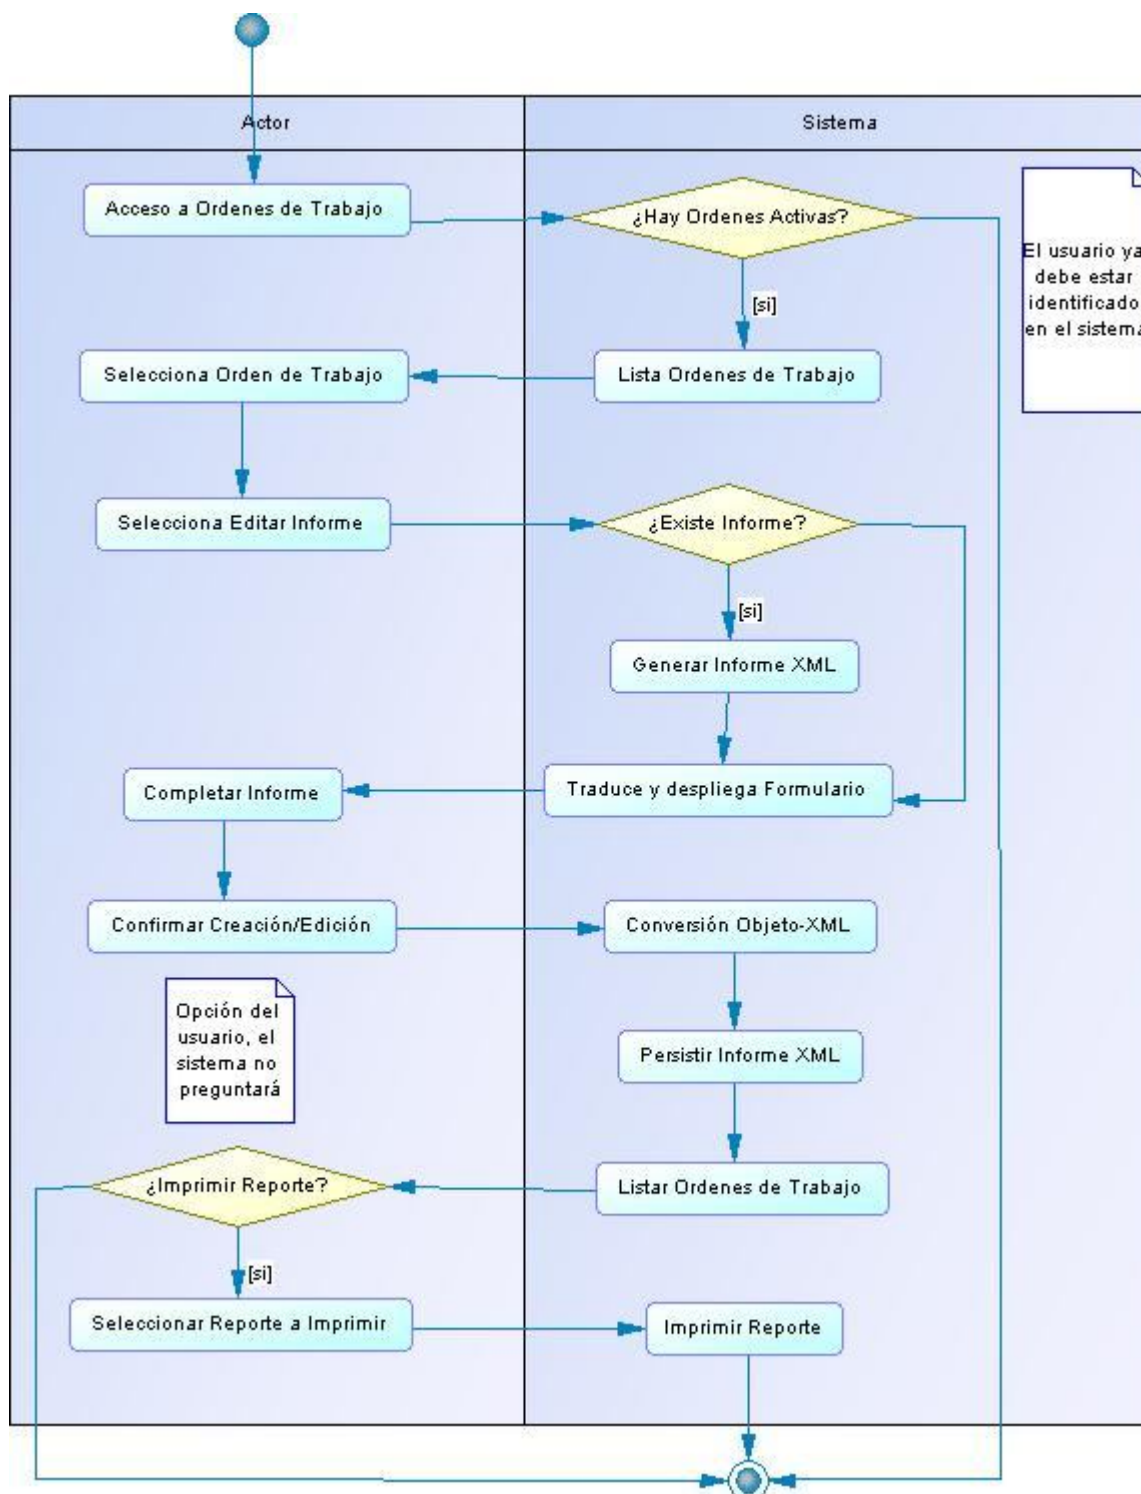 Actor
Sistema
Acceso a Ordenes de Trabajo
¿Hay Ordenes Activas?
El usuario ya
debe estar
identificado
en el sistema
[si]
Selecciona Orden de Trabajo
Lista Ordenes de Trabajo
Selecciona Editar Informe
¿Existe Informe?
[si]
Generar Informe XML
Completar Informe
Traduce y despliega Formulario
Confirmar Creación/Edición
Conversión Objeto-XML
Opción del
usuario, el
sistema no
preguntará
Persistir Informe XML
¿Imprimir Reporte?
Listar Ordenes de Trabajo
[si]
Seleccionar Reporte a Imprimir
Imprimir Reporte